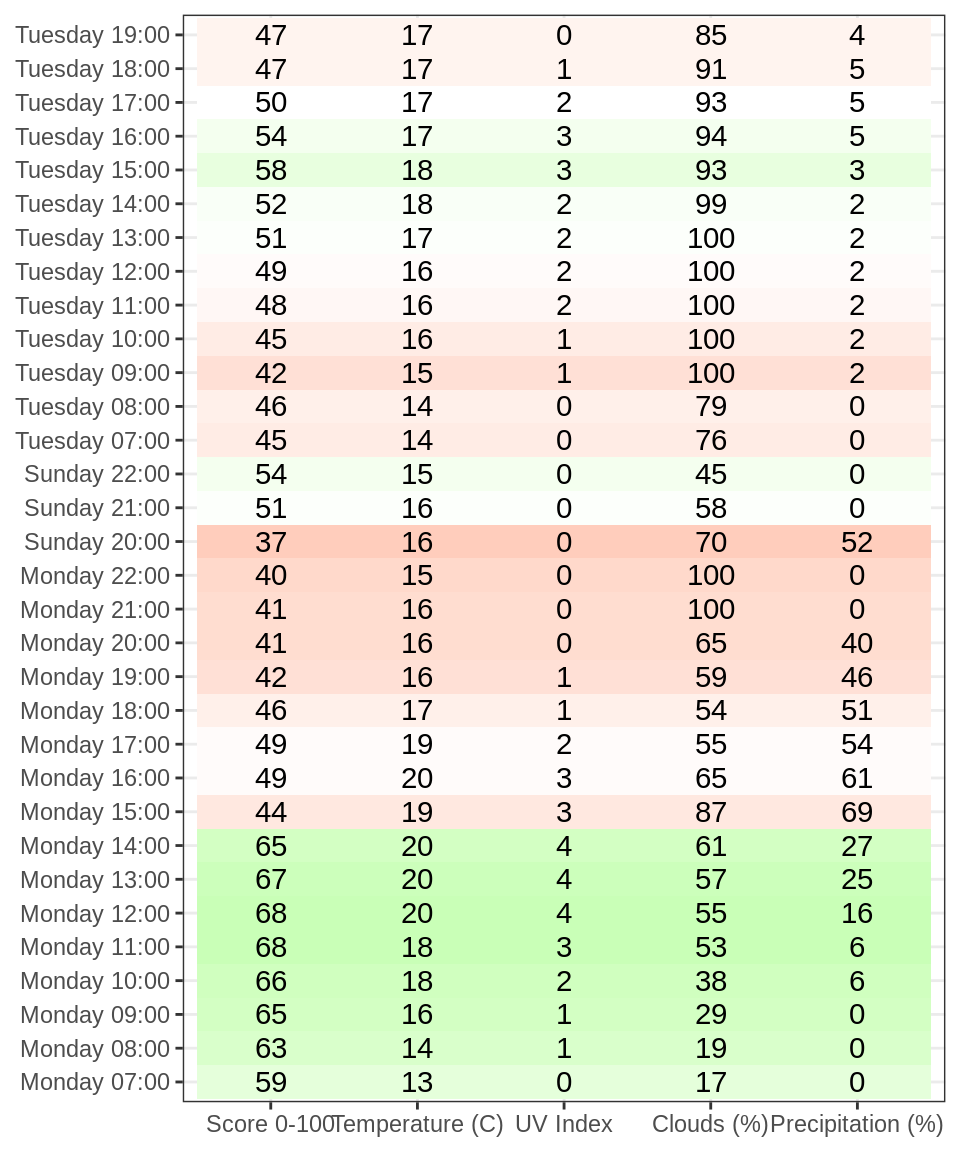 Tuesday 19:00 47 17 0 85 4
Tuesday 18:00 47 17 1 91 5
Tuesday 17:00 50 17 2 93 5
Tuesday 16:00 54 17 3 94 5
Tuesday 15:00 58 18 3 93 3
Tuesday 14:00 52 18 2 99 2
Tuesday 13:00 51 17 2 100 2
Tuesday 12:00 49 16 2 100 2
Tuesday 11:00 48 16 2 100 2
Tuesday 10:00 45 16 1 100 2
Tuesday 09:00 42 15 1 100 2
Tuesday 08:00 46 14 0 79 0
Tuesday 07:00 45 14 0 76 0
Sunday 22:00 54 15 0 45 0
Sunday 21:00 51 16 0 58 0
Sunday 20:00 37 16 0 70 52
Monday 22:00 40 15 0 100 0
Monday 21:00 41 16 0 100 0
Monday 20:00 41 16 0 65 40
Monday 19:00 42 16 1 59 46
Monday 18:00 46 17 1 54 51
Monday 17:00 49 19 2 55 54
Monday 16:00 49 20 3 65 61
Monday 15:00 44 19 3 87 69
Monday 14:00 65 20 4 61 27
Monday 13:00 67 20 4 57 25
Monday 12:00 68 20 4 55 16
Monday 11:00 68 18 3 53 6
Monday 10:00 66 18 2 38 6
Monday 09:00 65 16 1 29 0
Monday 08:00 63 14 1 19 0
Monday 07:00 59 13 0 17 0
Score 0-100 Temperature (C) UV Index Clouds (%) Precipitation (%)